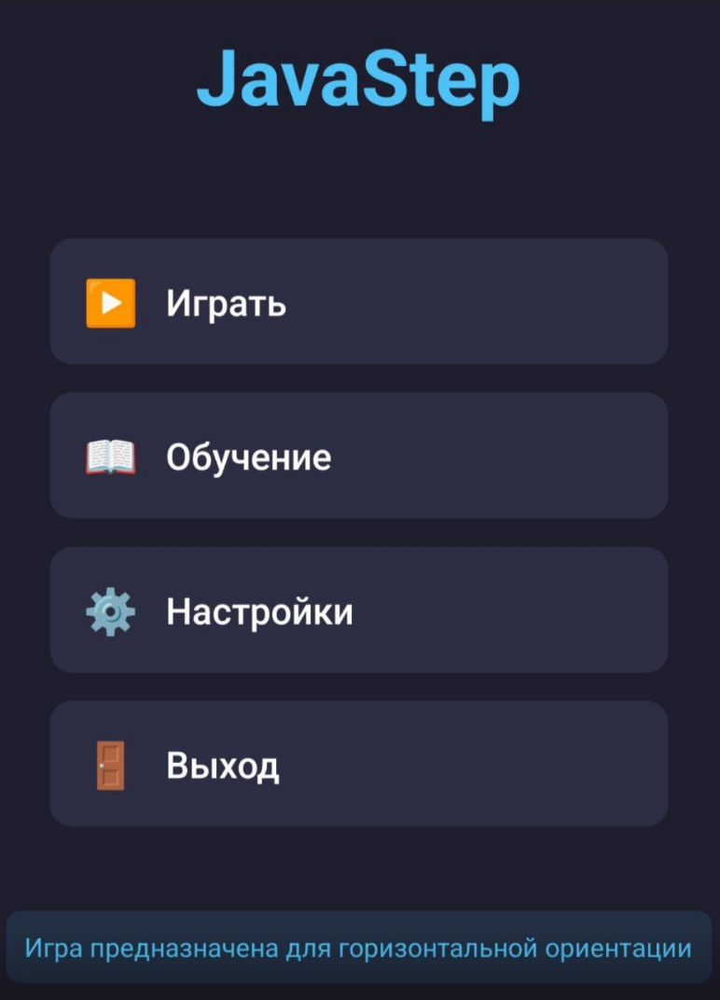 JavaStep
Играть
Обучение
Настройки
Выход
Игра предназначена для горизонтальной ориентации